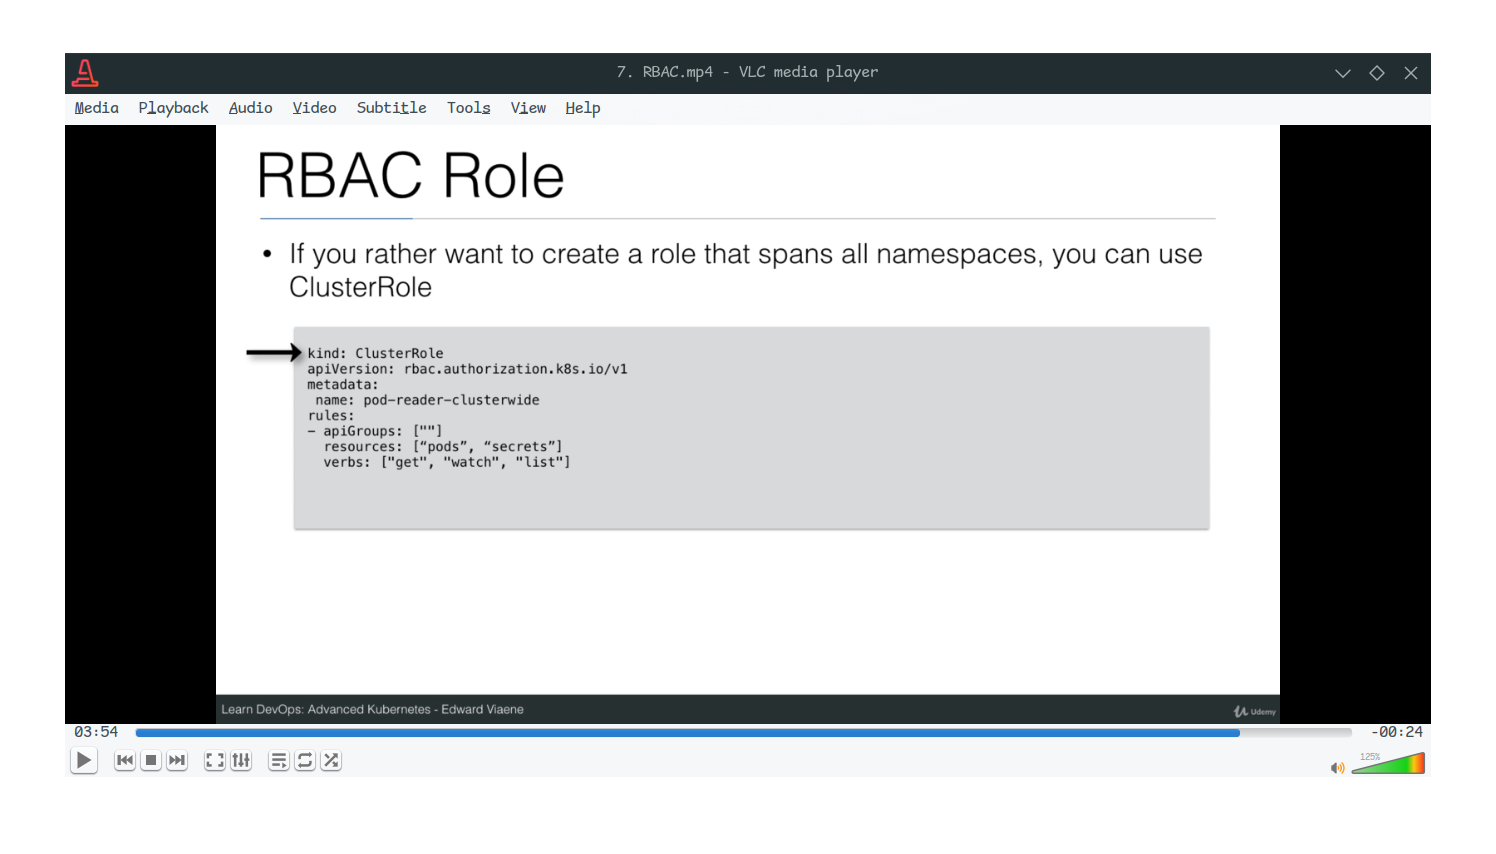 7. RBAC.mp4 - VLC media player
Media Playback Audio Video Subtitle Tools View Help
RBAC Role
• If you rather want to create a role that spans all namespaces, you can use
ClusterRole
kind: ClusterRole
apiVersion: rbac.authorization.k8s.io/v1
metadata:
 name: pod-reader-clusterwide
rules:
– apiGroups: [""]
  resources: [“pods”, “secrets”]
  verbs: ["get", "watch", "list"]
Learn DevOps: Advanced Kubernetes - Edward Viaene
Udemy
03:54 -00:24
125%